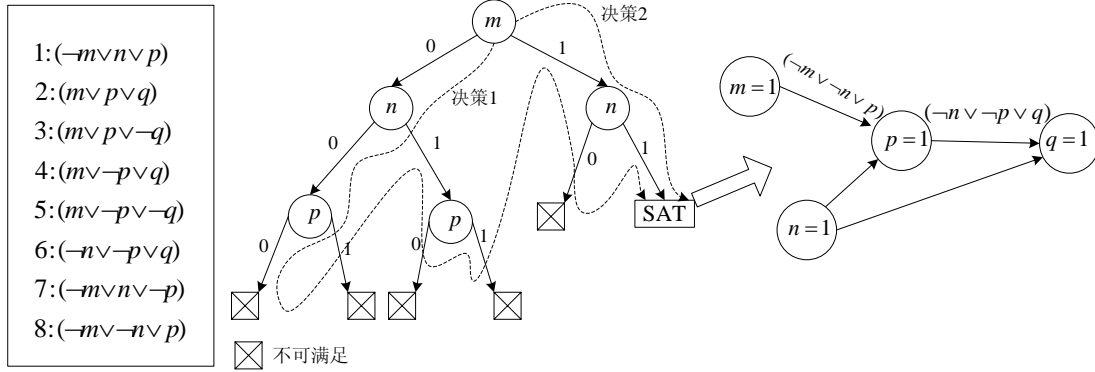 1:(¬m∨n∨p)
2:(m∨p∨q)
3:(m∨p∨¬q)
4:(m∨¬p∨q)
5:(m∨¬p∨¬q)
6:(¬n∨¬p∨q)
7:(¬m∨n∨¬p)
8:(¬m∨¬n∨p)
m
决策2
0
1
n
决策1
n
0
1
0
1
p
p
SAT
0
1
0
1
不可满足
m=1
(¬m∨¬n∨p)
(¬n∨¬p∨q)
p=1
q=1
n=1